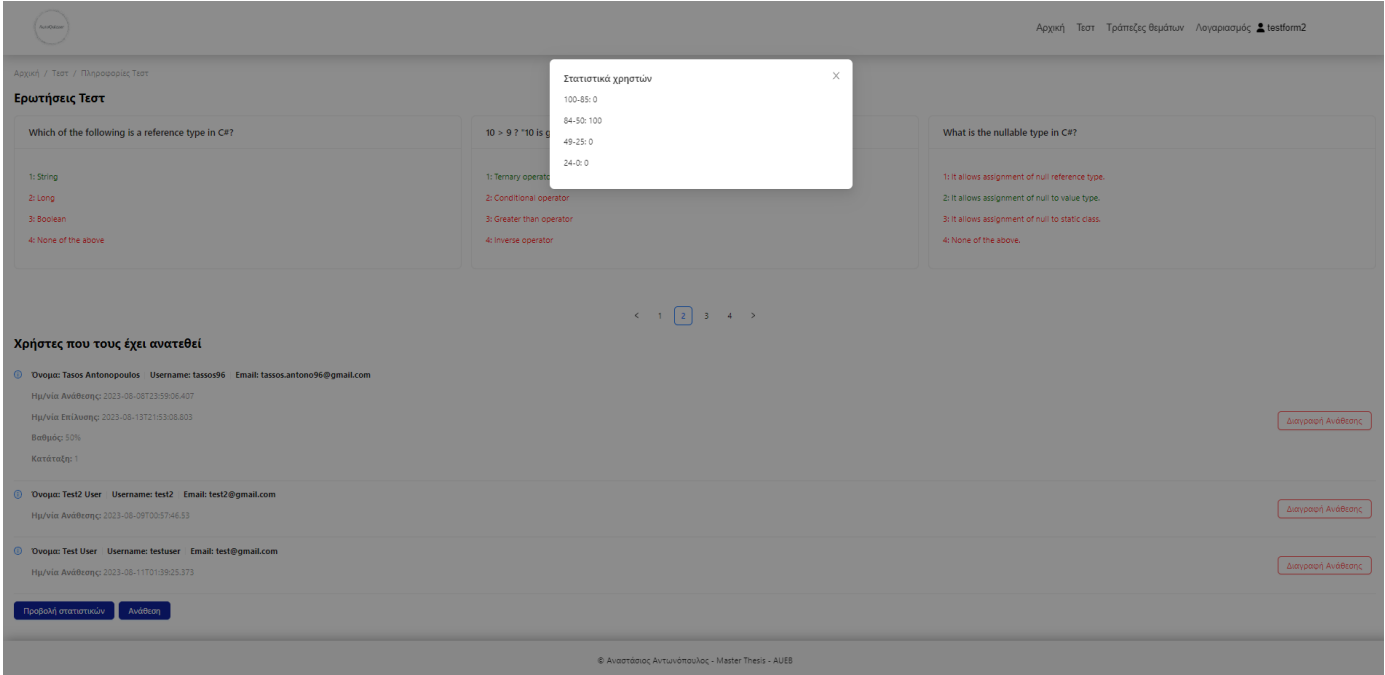 Αρχική Τεστ Τράπεζες θεμάτων Λογαριασμός testform2
Αρχική / Τεστ / Πληροφορίες Τεστ
Ερωτήσεις Τεστ
Στατιστικά χρηστών
100-85: 0
84-50: 100
49-25: 0
24-0: 0
Which of the following is a reference type in C#?
1: String
2: Long
3: Boolean
4: None of the above
10 > 9 ? "10 is g
1: Ternary operato
2: Conditional operator
3: Greater than operator
4: Inverse operator
What is the nullable type in C#?
1: It allows assignment of null reference type.
2: It allows assignment of null to value type.
3: It allows assignment of null to static class.
4: None of the above.
< 1 2 3 4 >
Χρήστες που τους έχει ανατεθεί
Όνομα: Tasos Antonopoulos Username: tassos96 Email: tassos.antono96@gmail.com
Ημ/νία Ανάθεσης: 2023-08-08T23:59:06.407
Ημ/νία Επίλυσης: 2023-08-13T21:53:08.803
Βαθμός: 50%
Κατάταξη: 1
Διαγραφή Ανάθεσης
Όνομα: Test2 User Username: test2 Email: test2@gmail.com
Ημ/νία Ανάθεσης: 2023-08-09T00:57:46.53
Διαγραφή Ανάθεσης
Όνομα: Test User Username: testuser Email: test@gmail.com
Ημ/νία Ανάθεσης: 2023-08-11T01:39:25.373
Διαγραφή Ανάθεσης
Προβολή στατιστικών Ανάθεση
© Αναστάσιος Αντωνόπουλος - Master Thesis - AUEB